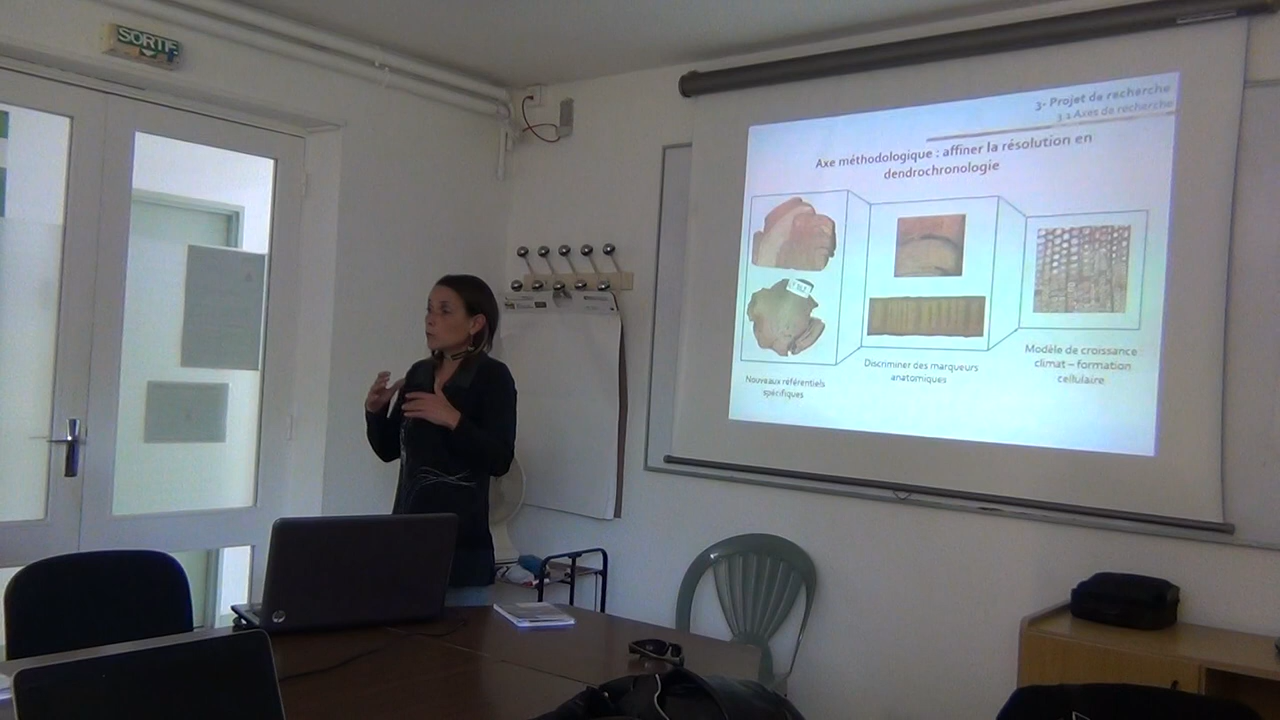 SORTIE
3- Projet de recherche
3.1 Axes de recherche
Axe méthodologique : affiner la résolution en
dendrochronologie
Nouveaux référentiels
spécifiques
Discriminer des marqueurs
anatomiques
Modèle de croissance
climat – formation
cellulaire